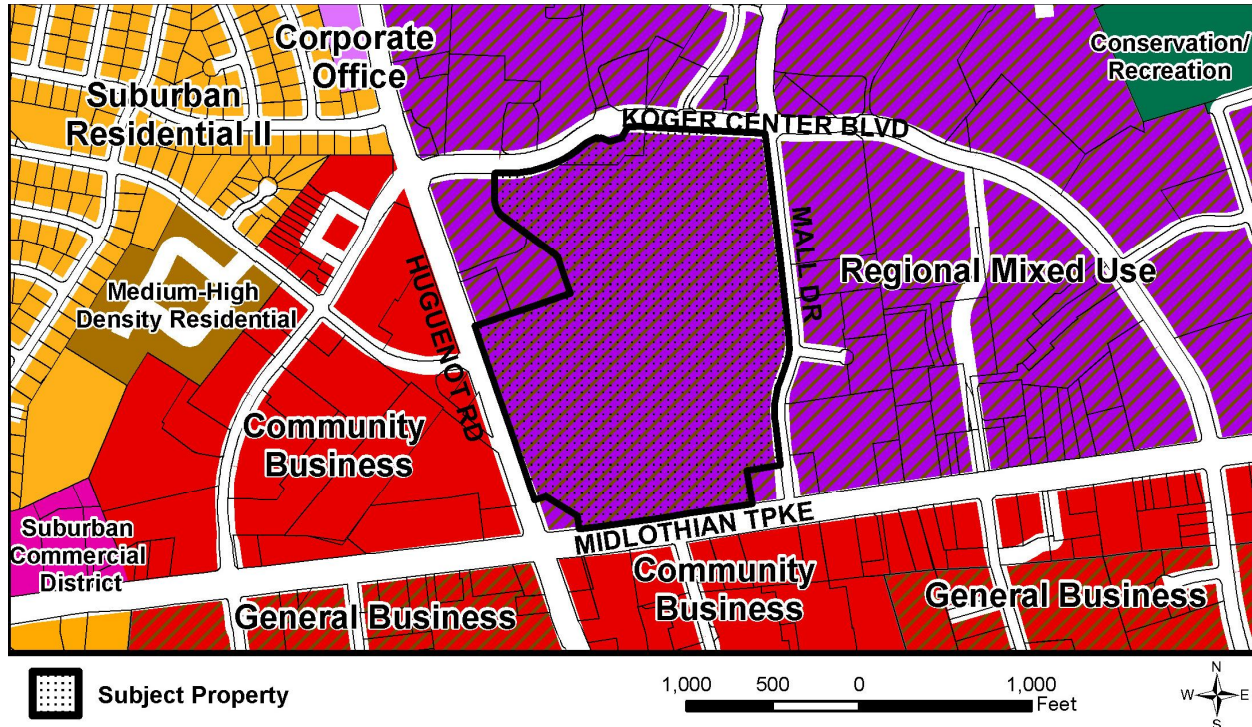 Corporate
Office
Conservation/
Recreation
Suburban
Residential II
KOGER CENTER BLVD
MALL DR
Regional Mixed Use
HUGUENOT RD
Medium-High
Density Residential
Community
Business
Suburban
Commercial
District
MIDLOTHIAN TPKE
Community
Business
General Business
General Business
Subject Property
1,000 500 0 1,000
Feet
N
W E
S